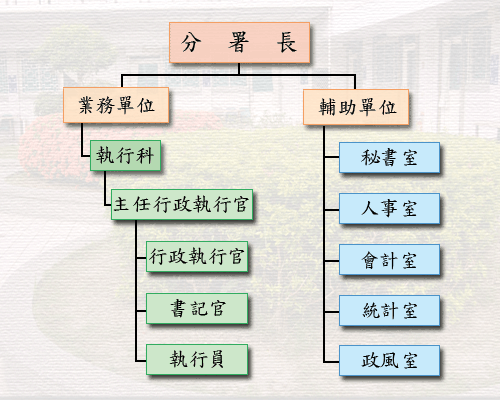 分 署 長
業務單位
執行科
主任行政執行官
行政執行官
書記官
執行員
輔助單位
秘書室
人事室
會計室
統計室
政風室